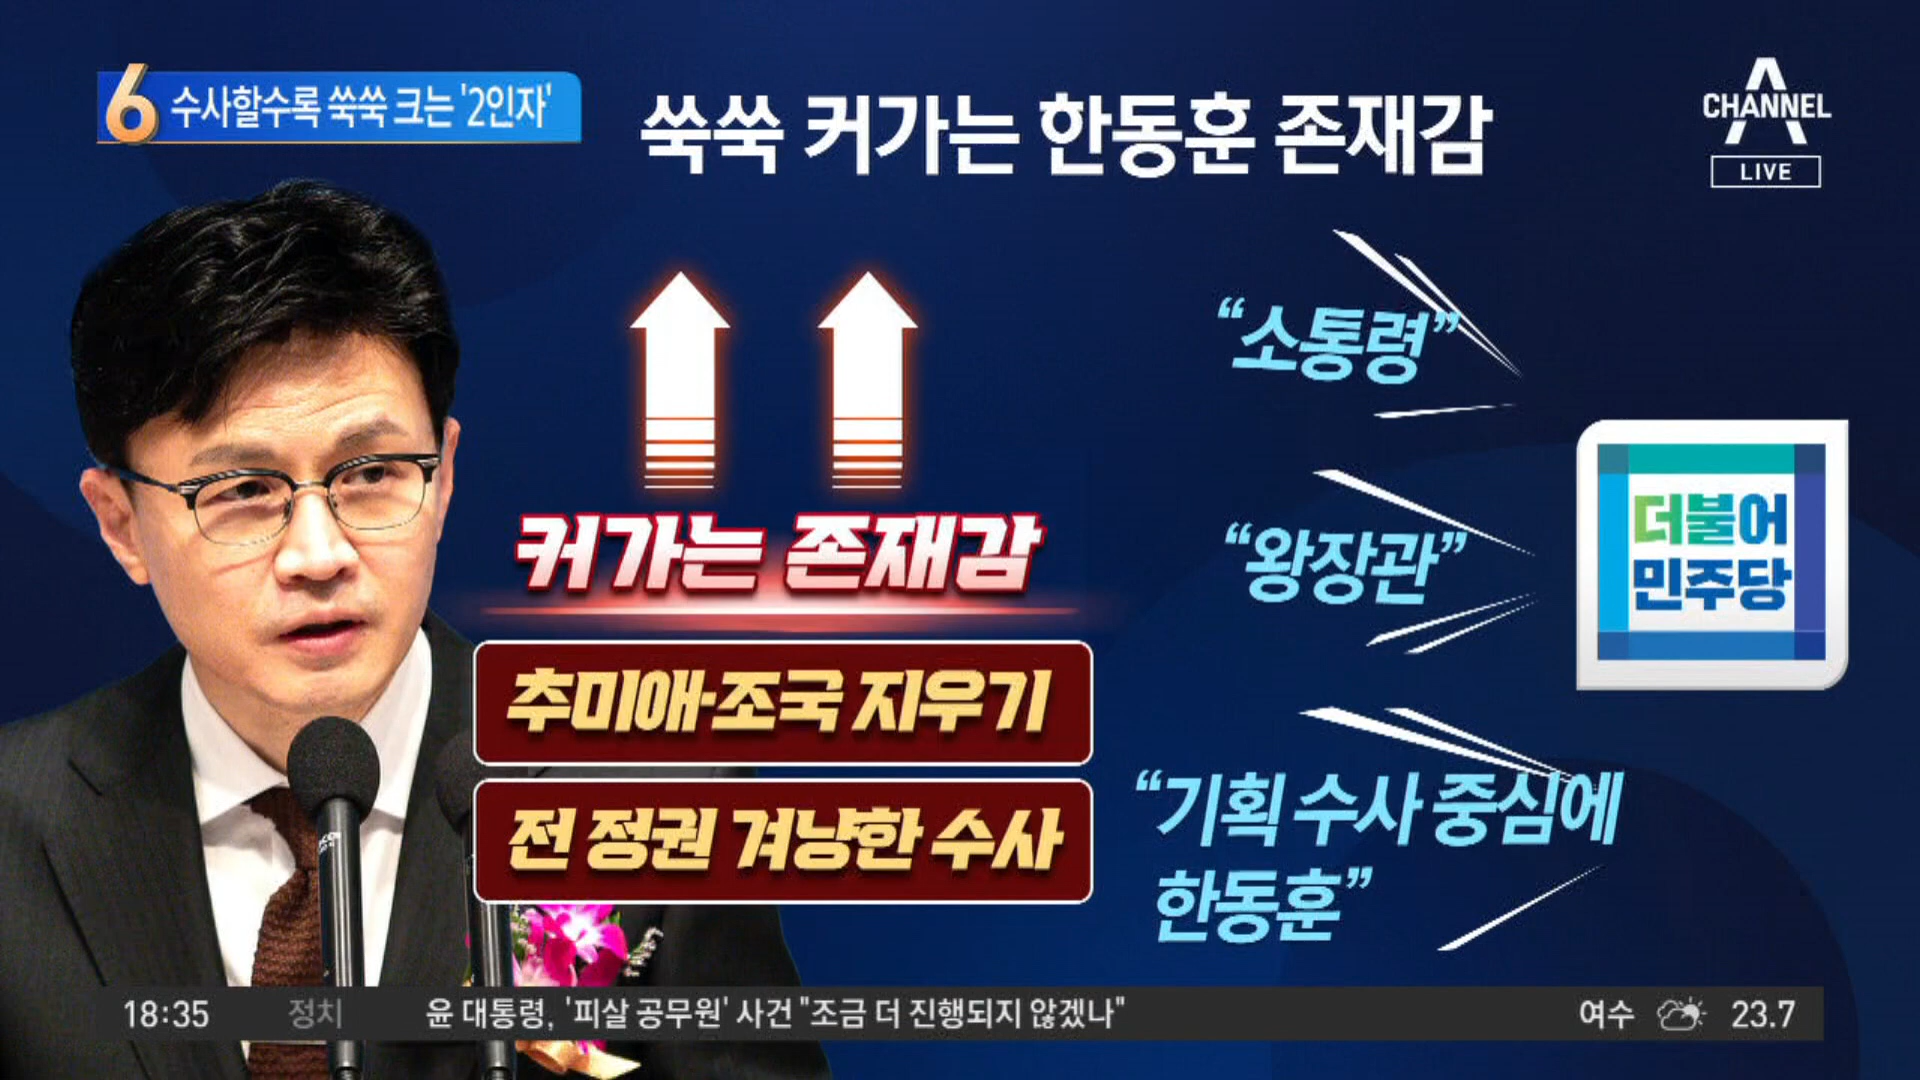 6 수사할수록 쑥쑥 크는 '2인자'
쑥쑥 커가는 한동훈 존재감
CHANNEL A
LIVE
커가는 존재감
추미애·조국 지우기
전 정권 겨냥한 수사
“소통령”
“왕장관”
“기획 수사 중심에
한동훈”
더불어
민주당
18:35 정치 윤 대통령, '피살 공무원' 사건 "조금 더 진행되지 않겠나" 여수 23.7